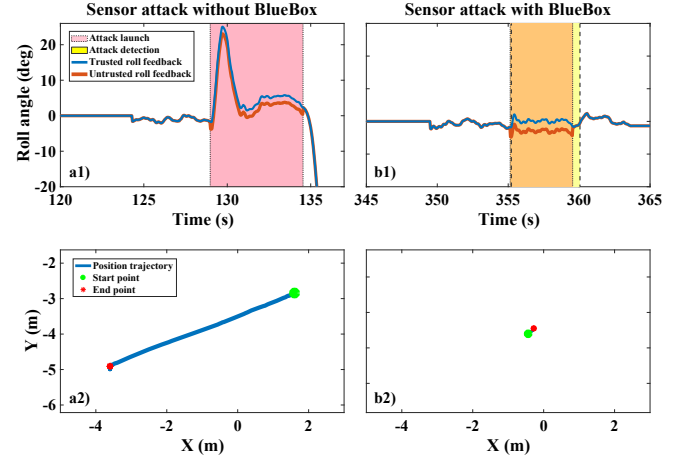 Sensor attack without BlueBox
Sensor attack with BlueBox
Roll angle (deg)
20
10
0
-10
-20
Attack launch
Attack detection
Trusted roll feedback
Untrusted roll feedback
a1)
120
125
130
135
Time (s)
b1)
345
350
355
360
365
Time (s)
Y (m)
-2
-3
-4
-5
-6
Position trajectory
Start point
End point
a2)
-4
-2
0
2
X (m)
b2)
-4
-2
0
2
X (m)